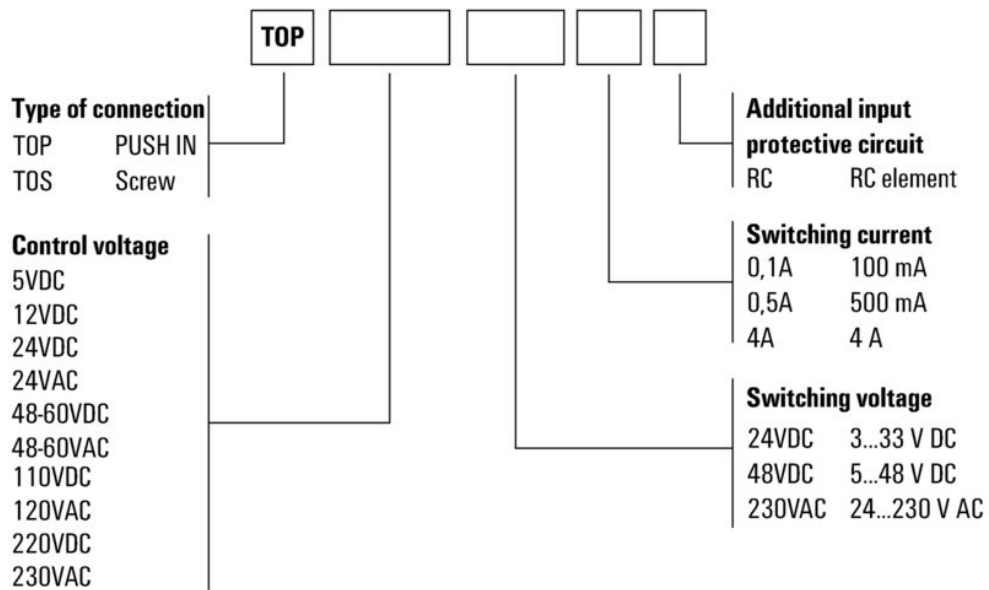 TOP
Type of connection
TOP PUSH IN
TOS Screw
Control voltage
5VDC
12VDC
24VDC
24VAC
48-60VDC
48-60VAC
110VDC
120VAC
220VDC
230VAC
Additional input
protective circuit
RC RC element
Switching current
0,1A 100 mA
0,5A 500 mA
4A 4 A
Switching voltage
24VDC 3...33 V DC
48VDC 5...48 V DC
230VAC 24...230 V AC